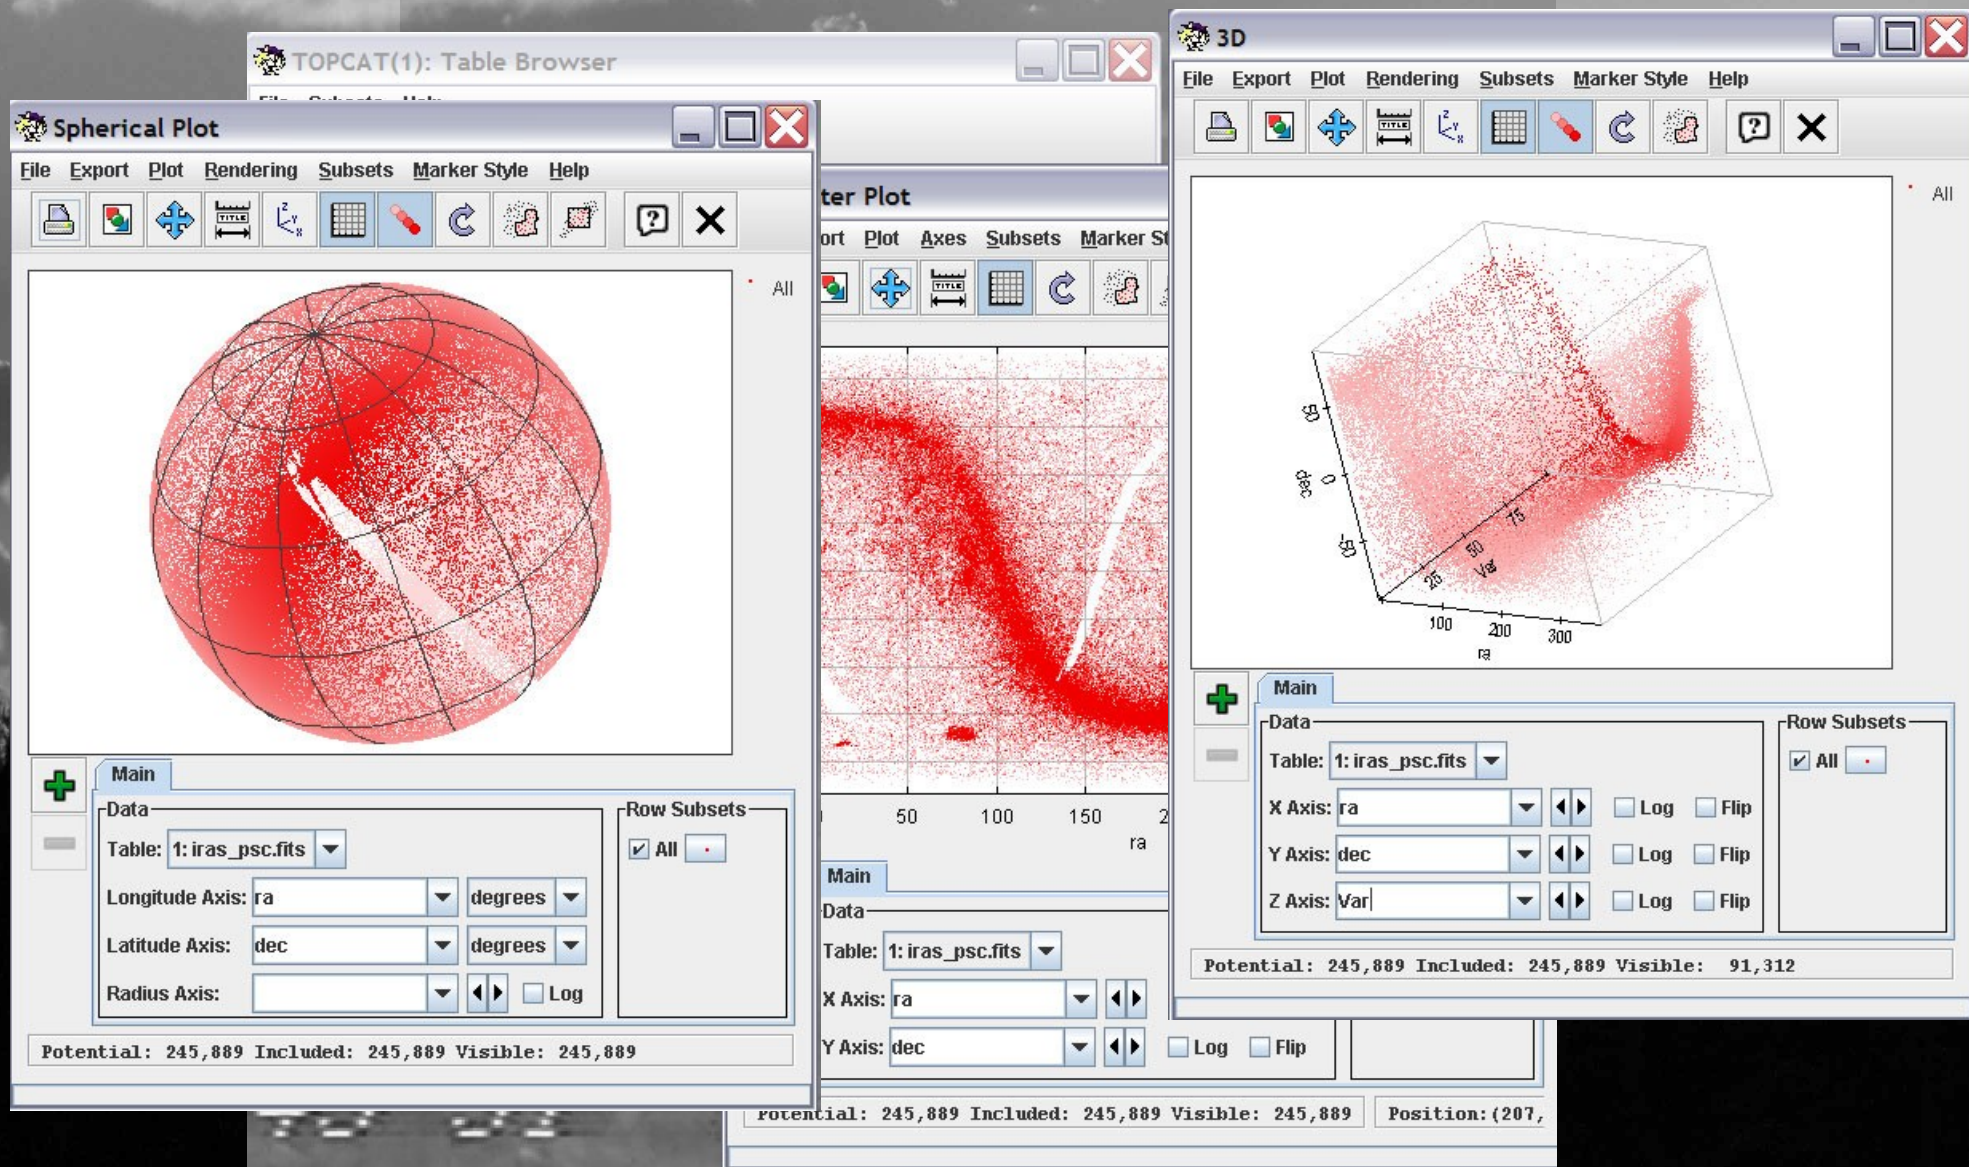 TOPCAT(1): Table Browser
Spherical Plot
File Export Plot Rendering Subsets Marker Style Help
TITLE
Z Y X
All
Main
Data
Table: 1: iras_psc.fits
Longitude Axis: ra degrees
Latitude Axis: dec degrees
Radius Axis: Log
Row Subsets
All
Potential: 245,889 Included: 245,889 Visible: 245,889
ter Plot
ort Plot Axes Subsets Marker St
TITLE
50 100 150 2
ra
Main
Data
Table: 1: iras_psc.fits
X Axis: ra
Y Axis: dec Log Flip
Potential: 245,889 Included: 245,889 Visible: 245,889 Position: (207,
3D
File Export Plot Rendering Subsets Marker Style Help
TITLE
Z Y X
All
50
0
-50
dec
25
50
75
Var
100 200 300
ra
Main
Data
Table: 1: iras_psc.fits
X Axis: ra Log Flip
Y Axis: dec Log Flip
Z Axis: Var Log Flip
Row Subsets
All
Potential: 245,889 Included: 245,889 Visible: 91,312